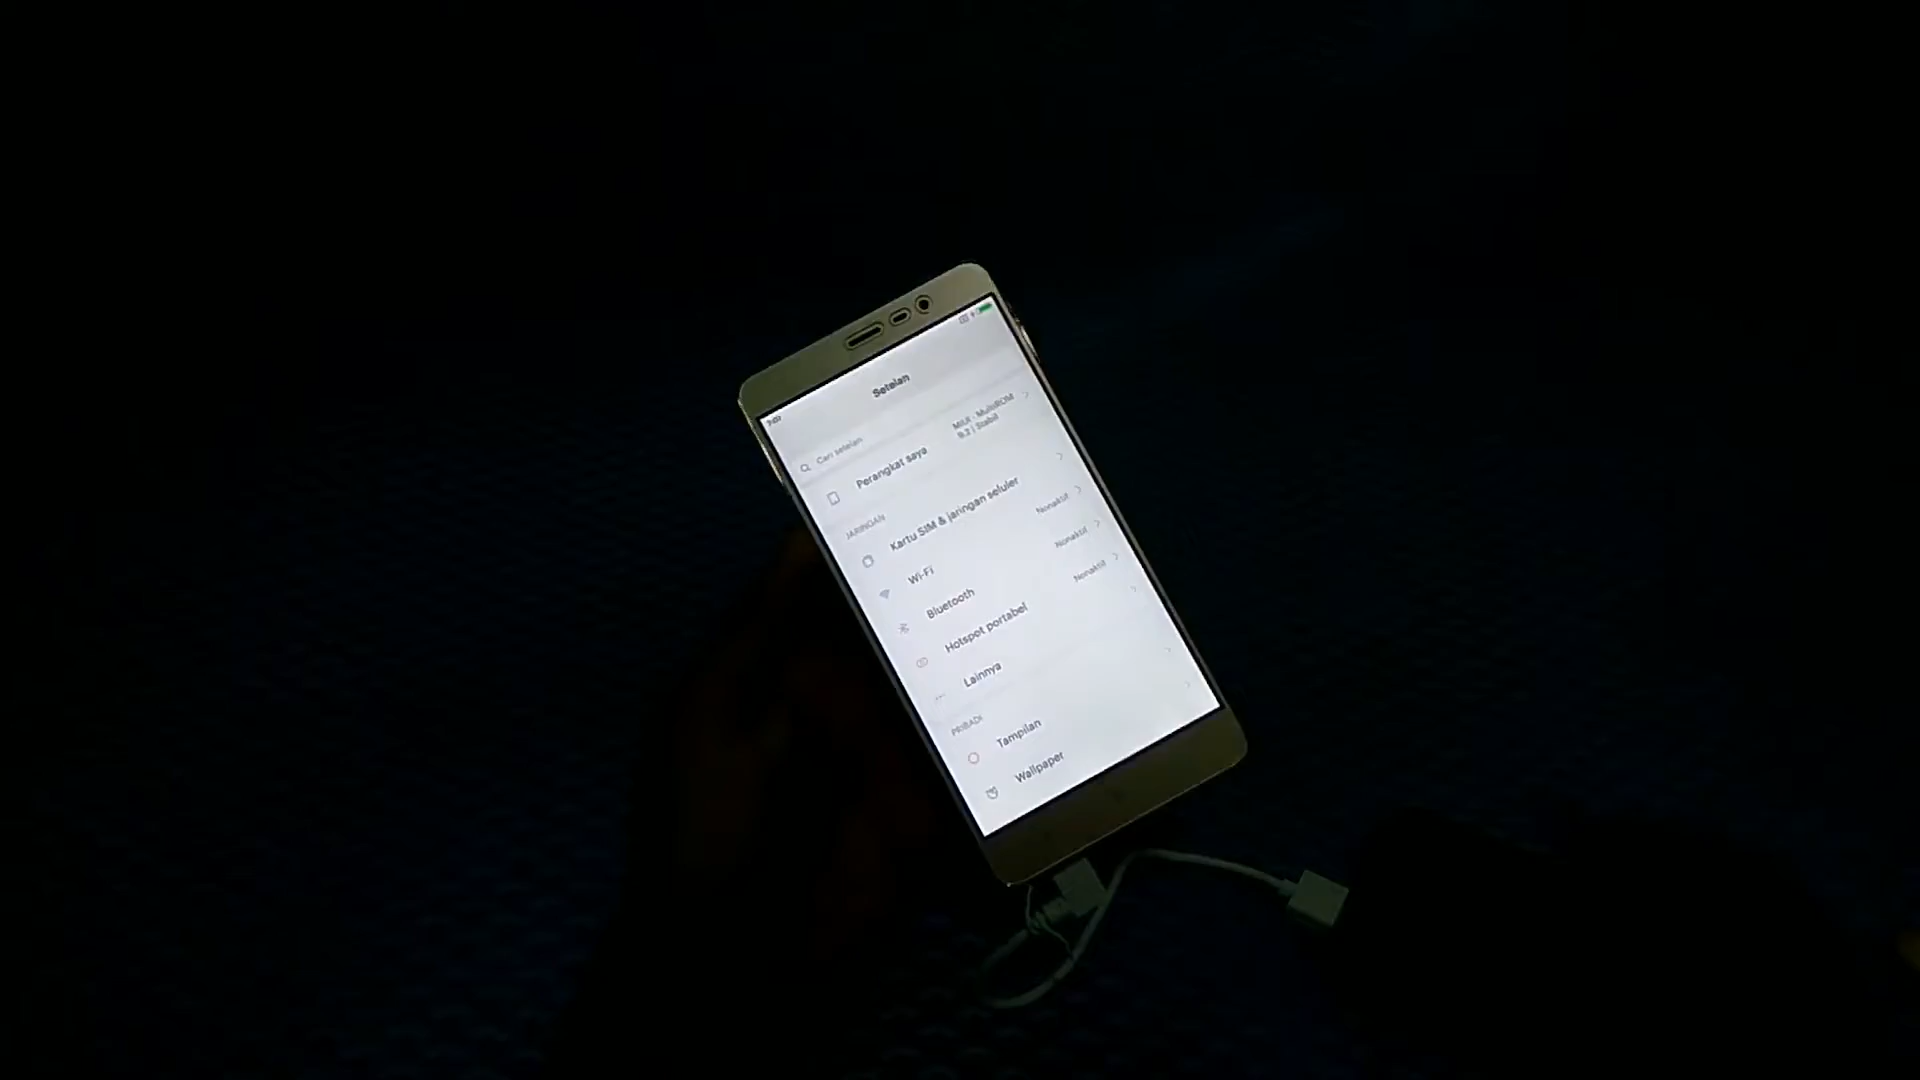 Setelan
Cari setelan
Perangkat saya
MIUI - MultiROM
9.2 | Stabil
JARINGAN
Kartu SIM & jaringan seluler
Wi-Fi
Nonaktif
Bluetooth
Nonaktif
Hotspot portabel
Nonaktif
Lainnya
PRIBADI
Tampilan
Wallpaper